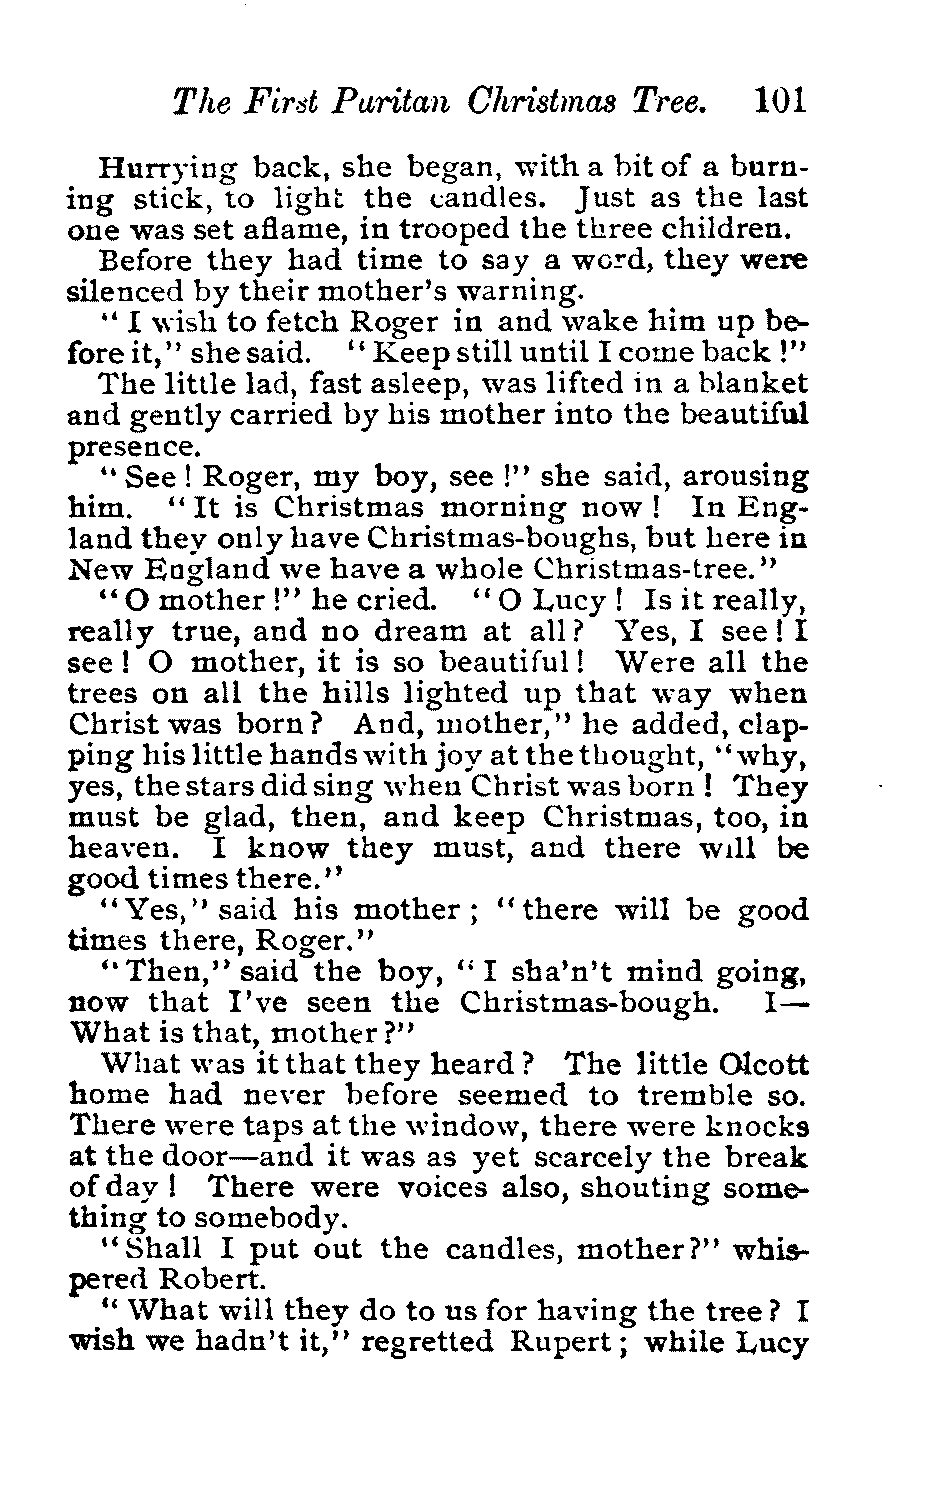 The First Puritan Christmas Tree. 101
Hurrying back, she began, with a bit of a burn-
ing stick, to light the candles. Just as the last
one was set aflame, in trooped the three children.
Before they had time to say a word, they were
silenced by their mother's warning.
"I wish to fetch Roger in and wake him up be-
fore it," she said. "Keep still until I come back!"
The little lad, fast asleep, was lifted in a blanket
and gently carried by his mother into the beautiful
presence.
"See! Roger, my boy, see!" she said, arousing
him. "It is Christmas morning now! In Eng-
land they only have Christmas-boughs, but here in
New England we have a whole Christmas-tree."
"O mother!" he cried. "O Lucy! Is it really,
really true, and no dream at all? Yes, I see! I
see! O mother, it is so beautiful! Were all the
trees on all the hills lighted up that way when
Christ was born? And, mother," he added, clap-
ping his little hands with joy at the thought, "why,
yes, the stars did sing when Christ was born! They
must be glad, then, and keep Christmas, too, in
heaven. I know they must, and there will be
good times there."
"Yes," said his mother; "there will be good
times there, Roger."
"Then," said the boy, "I sha'n't mind going,
now that I've seen the Christmas-bough. I—
What is that, mother?"
What was it that they heard? The little Olcott
home had never before seemed to tremble so.
There were taps at the window, there were knocks
at the door—and it was as yet scarcely the break
of day! There were voices also, shouting some-
thing to somebody.
"Shall I put out the candles, mother?" whis-
pered Robert.
"What will they do to us for having the tree? I
wish we hadn't it," regretted Rupert; while Lucy